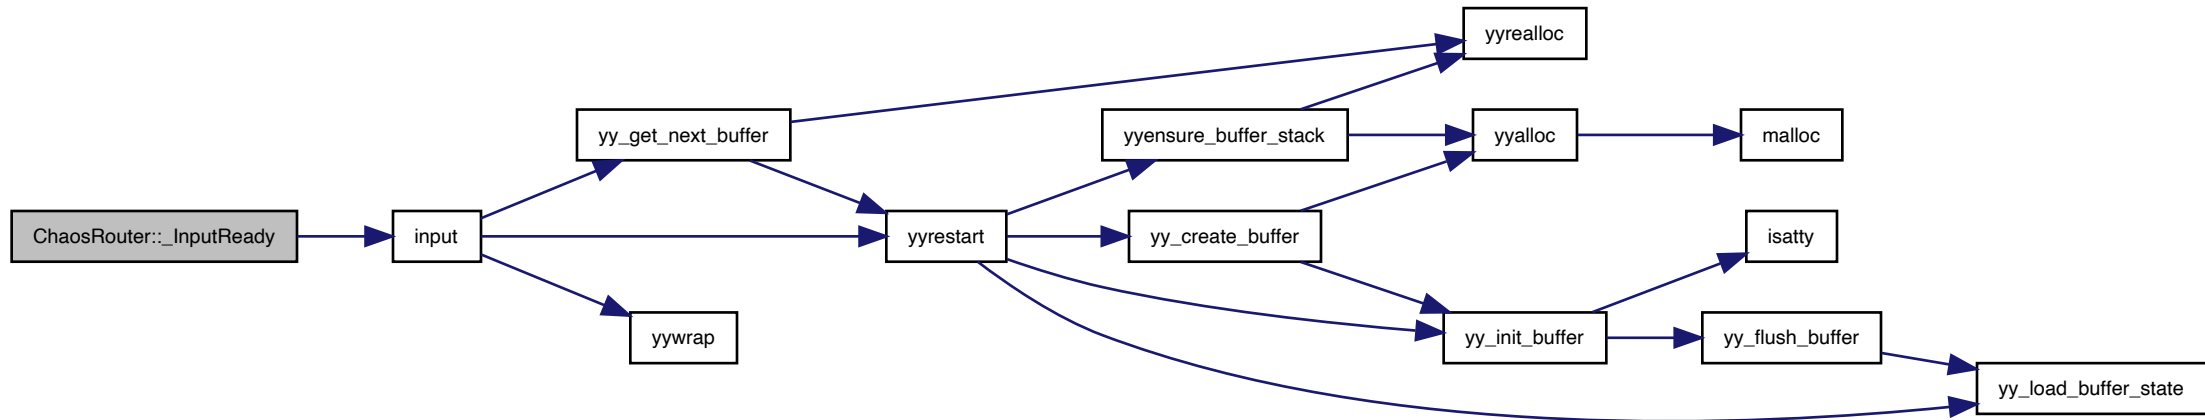 yyrealloc
yy_get_next_buffer
yyensure_buffer_stack
yyalloc
malloc
ChaosRouter::_InputReady
input
yyrestart
yy_create_buffer
isatty
yywrap
yy_init_buffer
yy_flush_buffer
yy_load_buffer_state